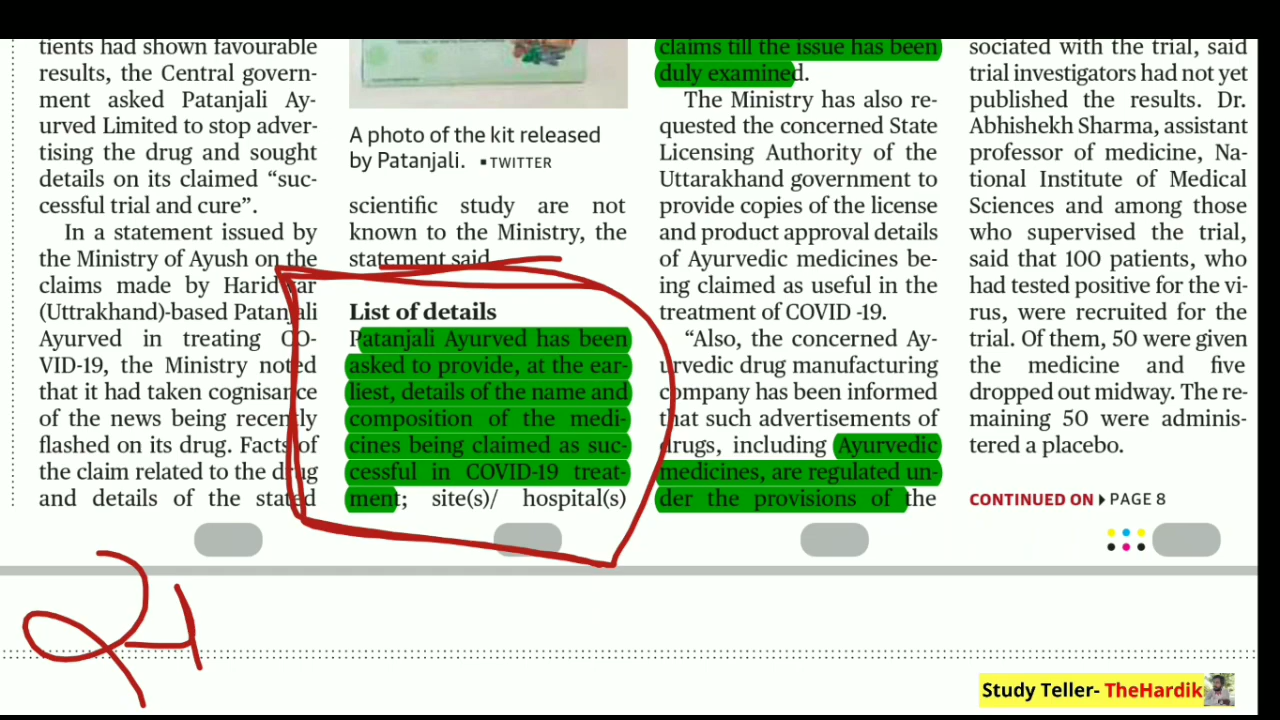 tients had shown favourable
results, the Central govern-
ment asked Patanjali Ay-
urved Limited to stop adver-
tising the drug and sought
details on its claimed “suc-
cessful trial and cure”.
In a statement issued by
the Ministry of Ayush on the
claims made by Haridwar
(Uttrakhand)-based Patanjali
Ayurved in treating CO-
VID-19, the Ministry noted
that it had taken cognisance
of the news being recently
flashed on its drug. Facts of
the claim related to the drug
and details of the stated
A photo of the kit released
by Patanjali. ▪TWITTER
scientific study are not
known to the Ministry, the
statement said.
List of details
Patanjali Ayurved has been
asked to provide, at the ear-
liest, details of the name and
composition of the medi-
cines being claimed as suc-
cessful in COVID-19 treat-
ment; site(s)/ hospital(s)
claims till the issue has been
duly examined.
The Ministry has also re-
quested the concerned State
Licensing Authority of the
Uttarakhand government to
provide copies of the license
and product approval details
of Ayurvedic medicines be-
ing claimed as useful in the
treatment of COVID -19.
“Also, the concerned Ay-
urvedic drug manufacturing
company has been informed
that such advertisements of
drugs, including Ayurvedic
medicines, are regulated un-
der the provisions of the
sociated with the trial, said
trial investigators had not yet
published the results. Dr.
Abhishekh Sharma, assistant
professor of medicine, Na-
tional Institute of Medical
Sciences and among those
who supervised the trial,
said that 100 patients, who
had tested positive for the vi-
rus, were recruited for the
trial. Of them, 50 were given
the medicine and five
dropped out midway. The re-
maining 50 were adminis-
tered a placebo.
CONTINUED ON ▸ PAGE 8
Study Teller- TheHardik